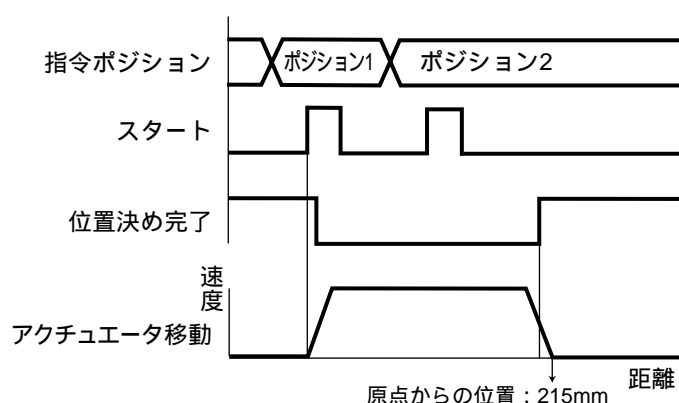 指令ポジション
ポジション1
ポジション2
スタート
位置決め完了
速度
アクチュエータ移動
距離
原点からの位置：215mm